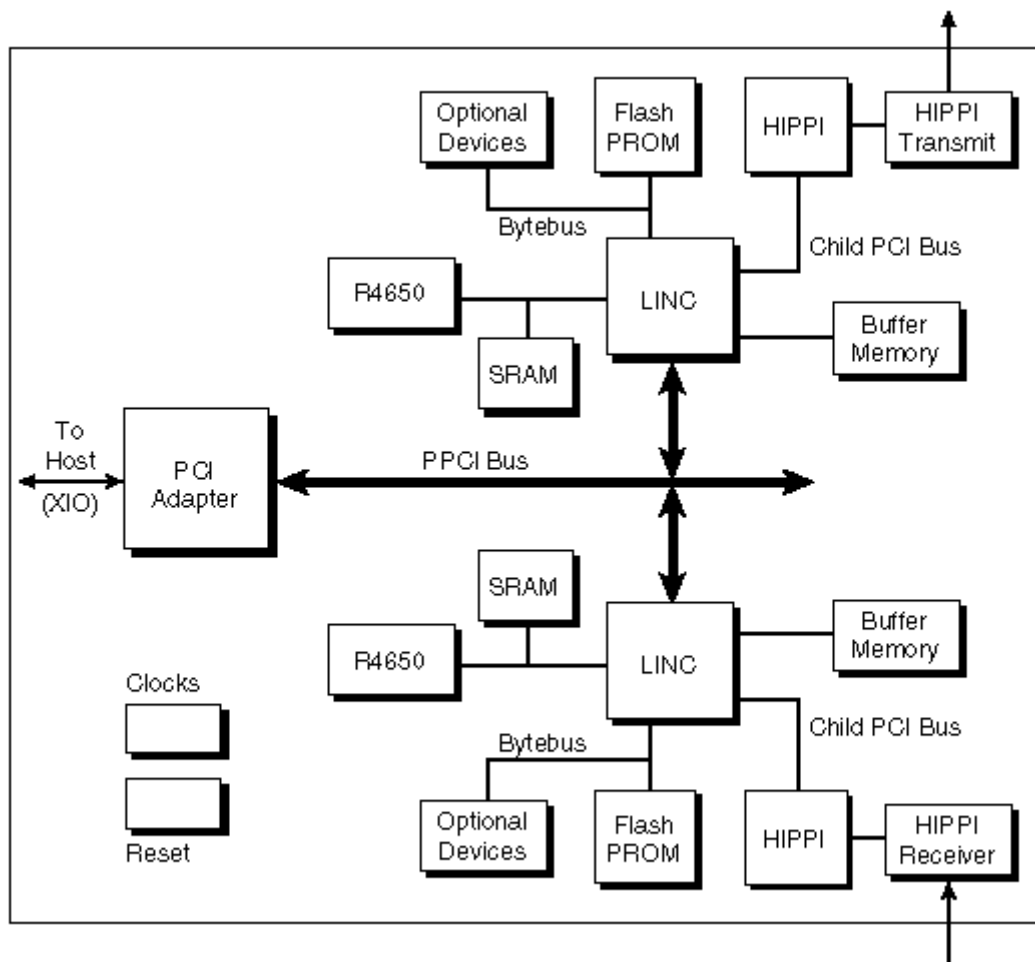 Optional
Devices
Flash
PROM
HIPPI
HIPPI
Transmit
Bytebus
Child PCI Bus
R4650
LINC
SRAM
Buffer
Memory
To
Host
(XIO)
PCI
Adapter
PPCI Bus
SRAM
R4650
LINC
Buffer
Memory
Clocks
Reset
Bytebus
Child PCI Bus
Optional
Devices
Flash
PROM
HIPPI
HIPPI
Receiver